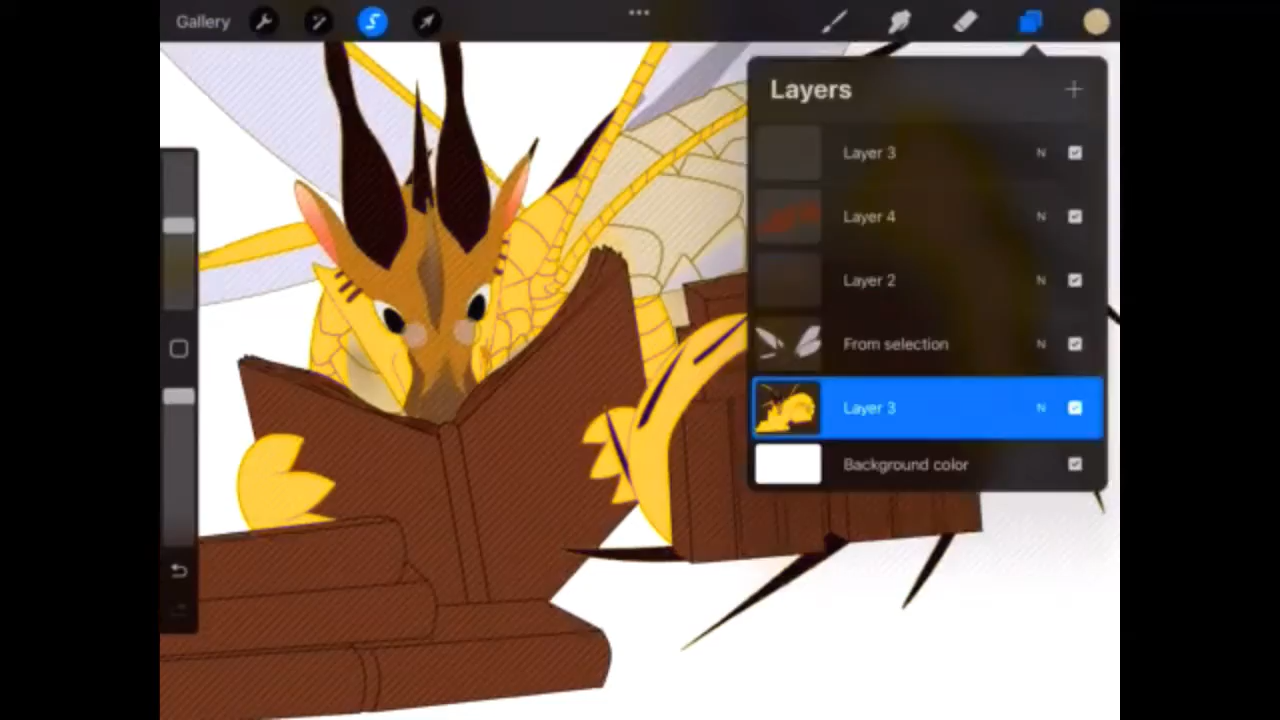 Gallery
Layers
Layer 3 N
Layer 4 N
Layer 2 N
From selection N
Layer 3 N
Background color